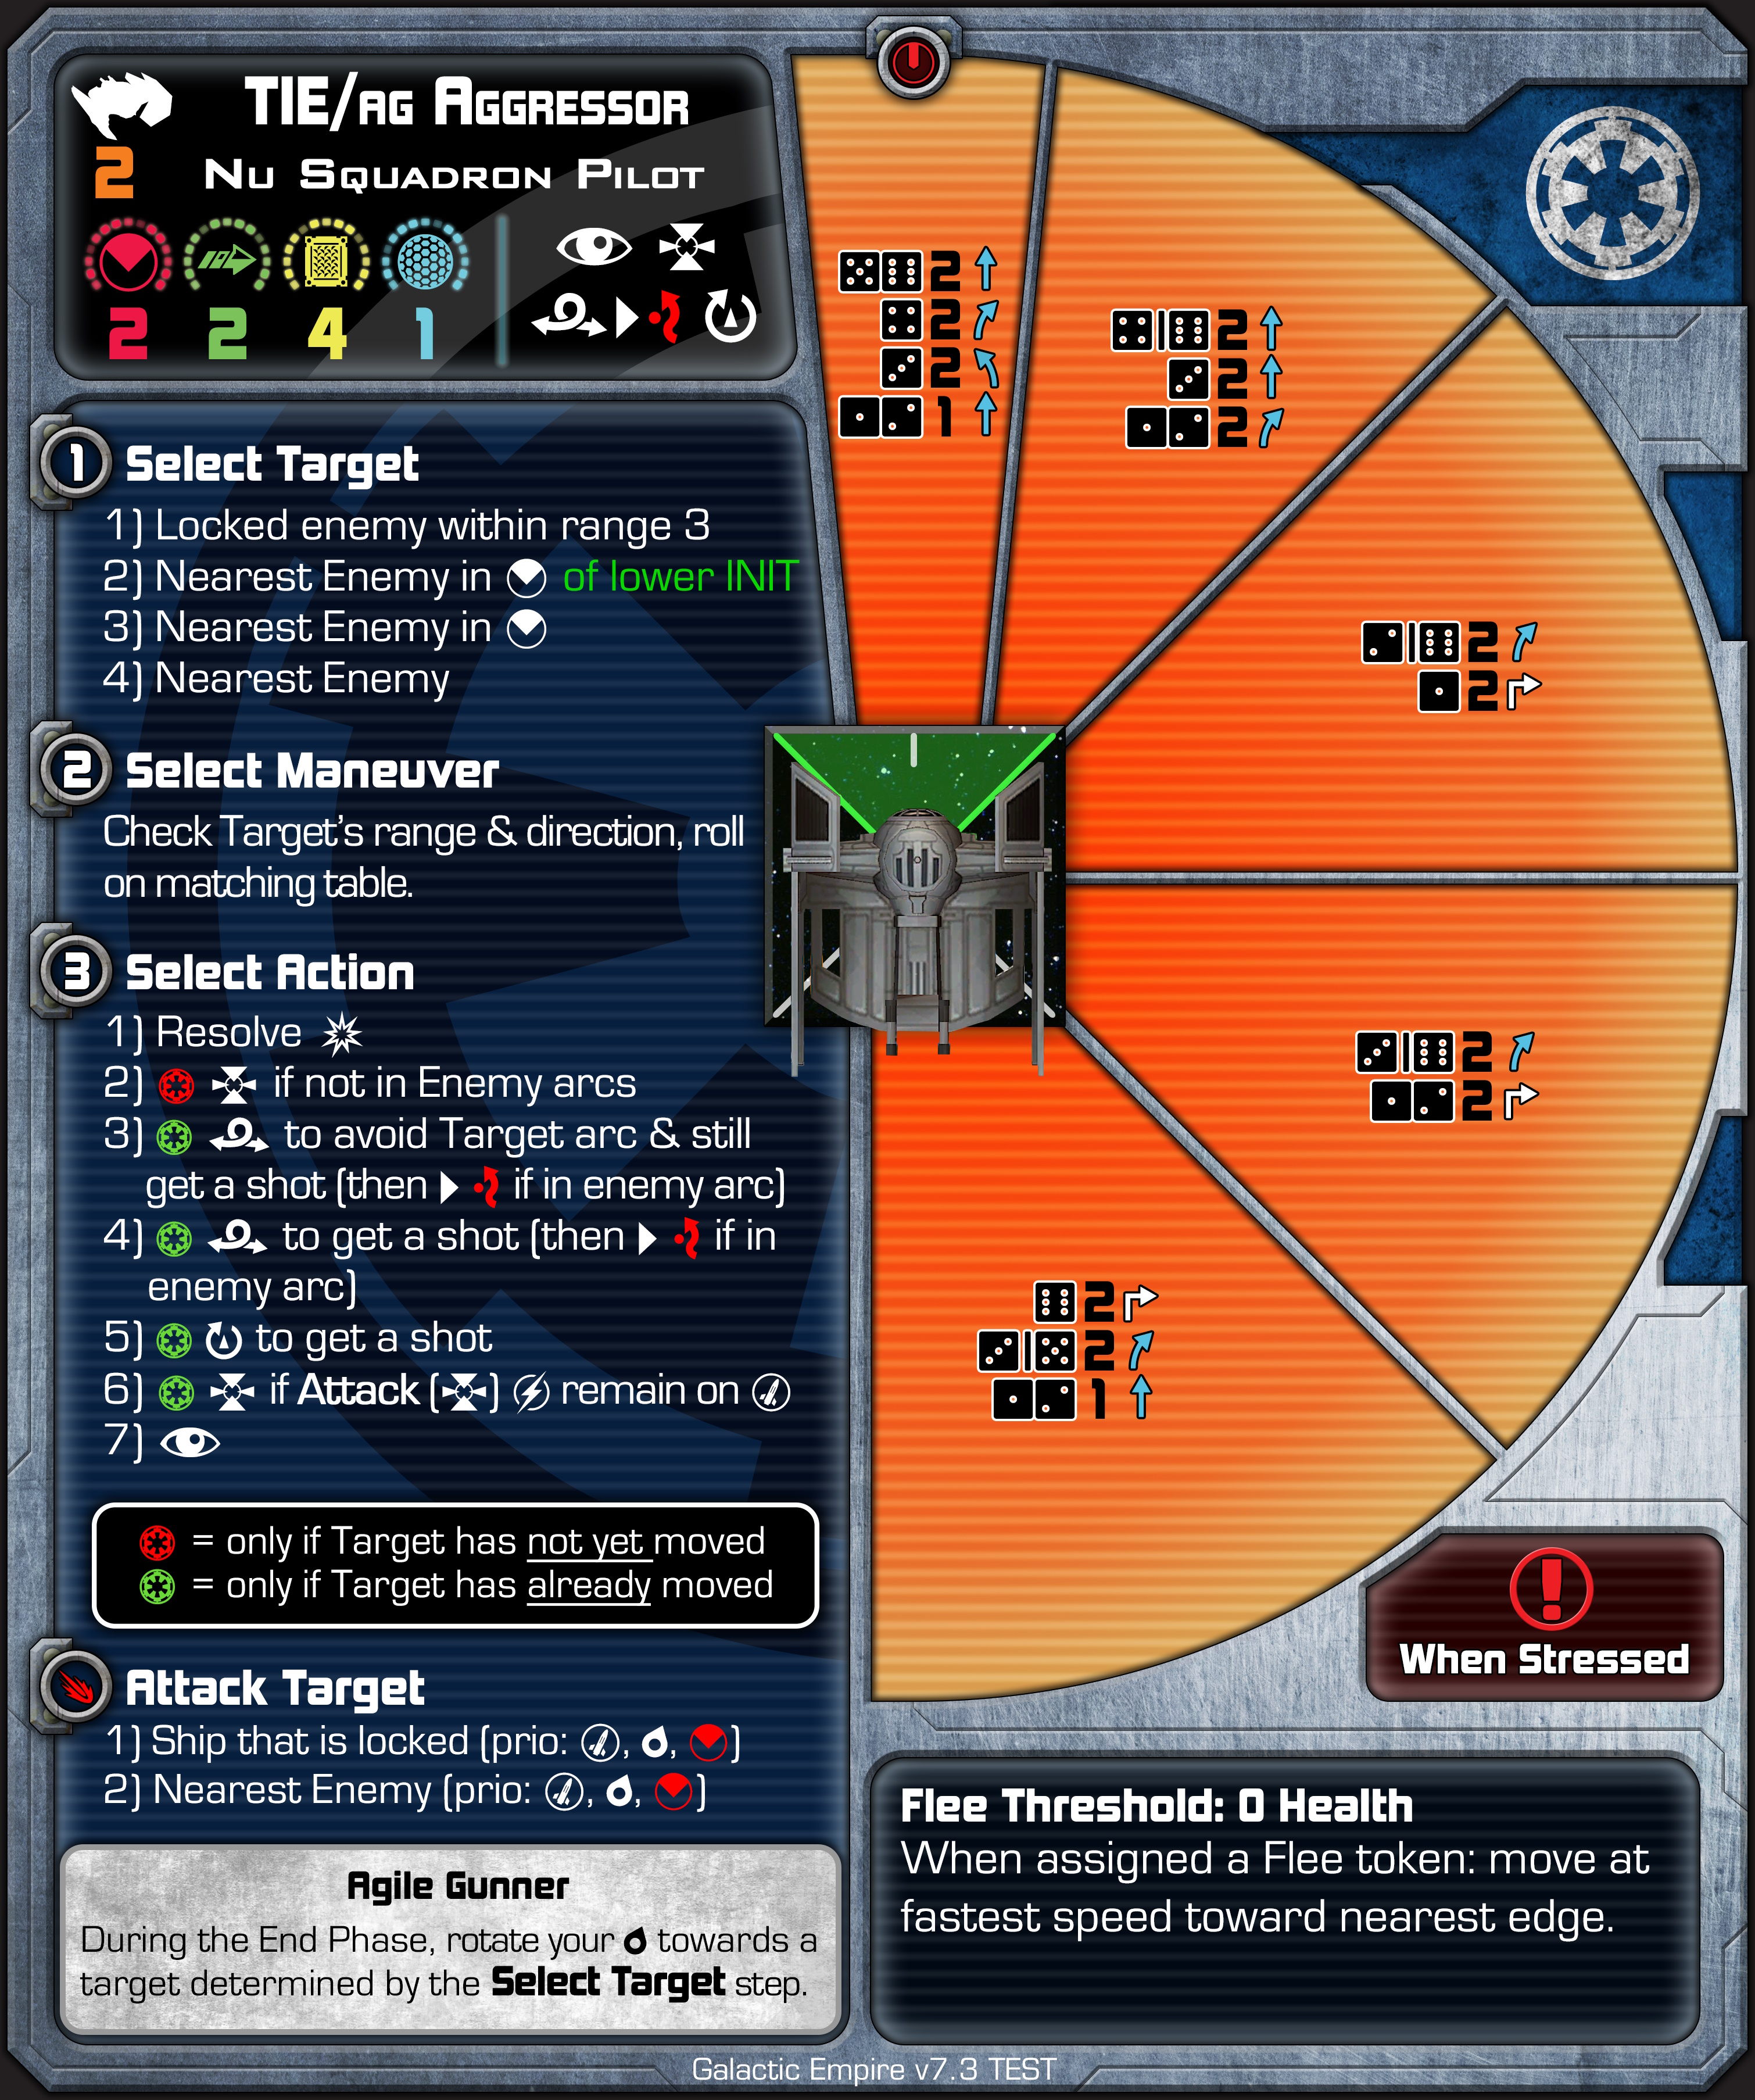 TIE/AG AGGRESSOR
2 NU SQUADRON PILOT
2 2 4 1
1 Select Target
1) Locked enemy within range 3
2) Nearest Enemy in of lower INIT
3) Nearest Enemy in
4) Nearest Enemy
2 Select Maneuver
Check Target's range & direction, roll
on matching table.
3 Select Action
1) Resolve
2) if not in Enemy arcs
3) to avoid Target arc & still
get a shot (then if in enemy arc)
4) to get a shot (then if in
enemy arc)
5) to get a shot
6) if Attack ( ) remain on
7)
= only if Target has not yet moved
= only if Target has already moved
Attack Target
1) Ship that is locked (prio: , , )
2) Nearest Enemy (prio: , , )
Agile Gunner
During the End Phase, rotate your towards a
target determined by the Select Target step.
2
2
2
1
2
2
2
2
2
2
2
2
2
1
! When Stressed
Flee Threshold: 0 Health
When assigned a Flee token: move at
fastest speed toward nearest edge.
Galactic Empire v7.3 TEST